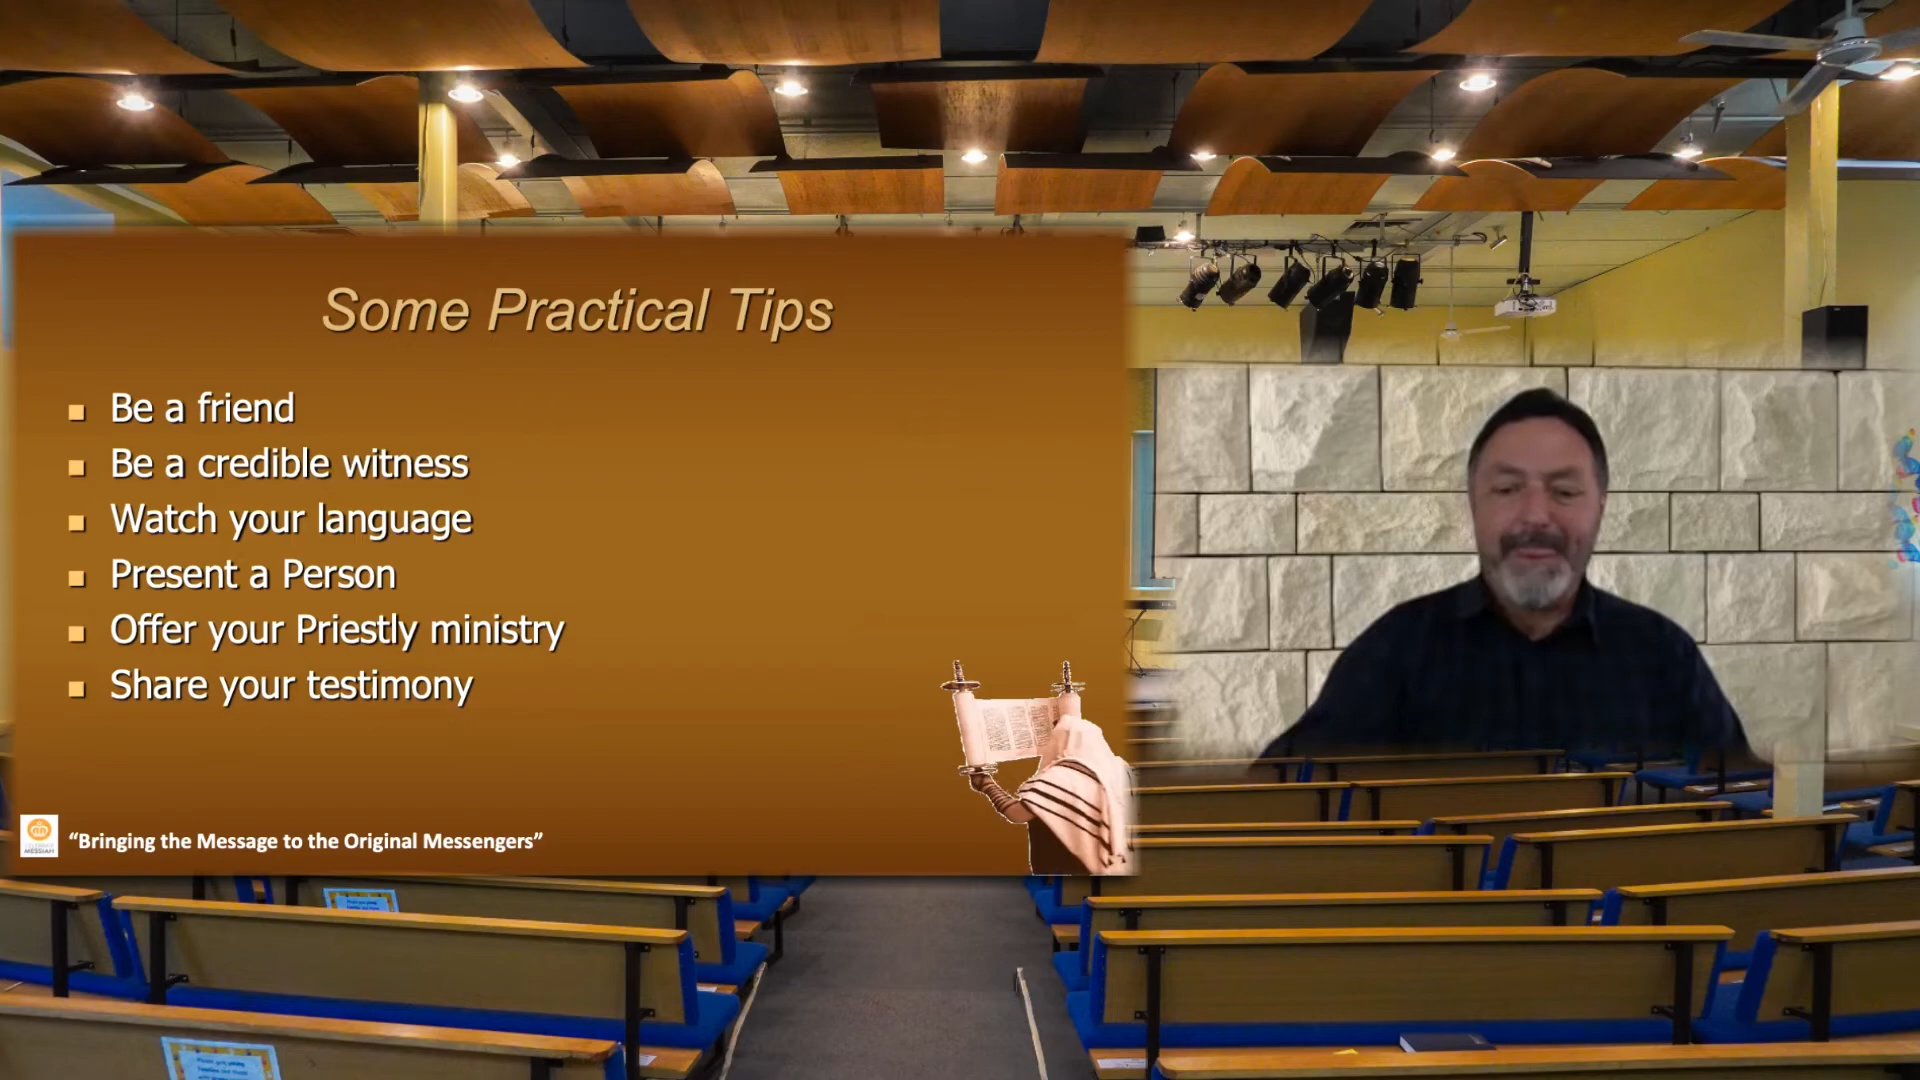 Some Practical Tips
Be a friend
Be a credible witness
Watch your language
Present a Person
Offer your Priestly ministry
Share your testimony
MESSIAH
“Bringing the Message to the Original Messengers”